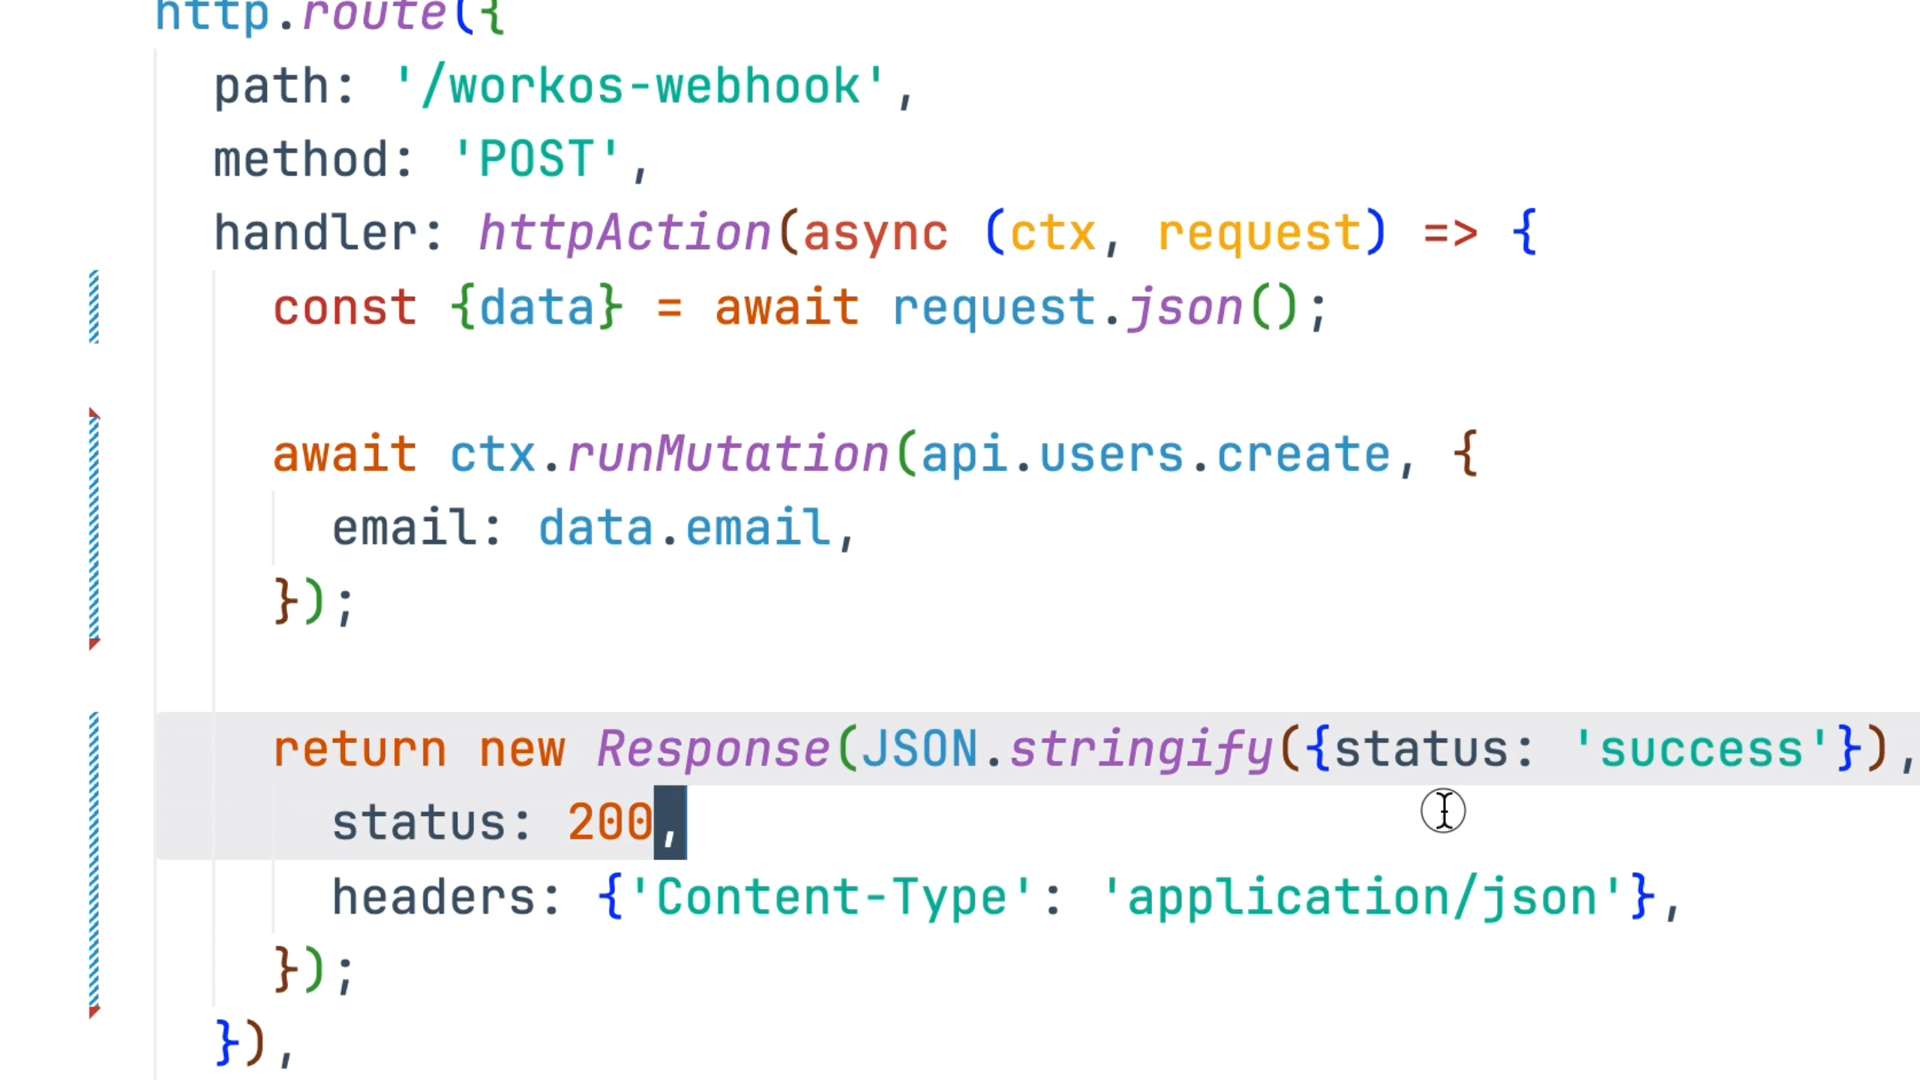 http.route({
path: '/workos-webhook',
method: 'POST',
handler: httpAction(async (ctx, request) => {
const {data} = await request.json();
await ctx.runMutation(api.users.create, {
email: data.email,
});
return new Response(JSON.stringify({status: 'success'}),
status: 200,
headers: {'Content-Type': 'application/json'},
});
}),